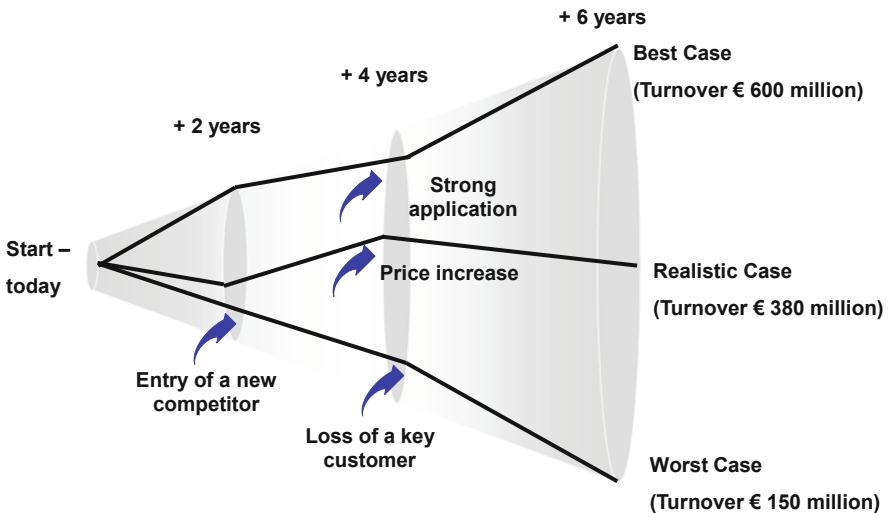 + 6 years
Best Case
(Turnover € 600 million)
+ 4 years
+ 2 years
Strong
application
Start –
today
Price increase
Realistic Case
(Turnover € 380 million)
Entry of a new
competitor
Loss of a key
customer
Worst Case
(Turnover € 150 million)